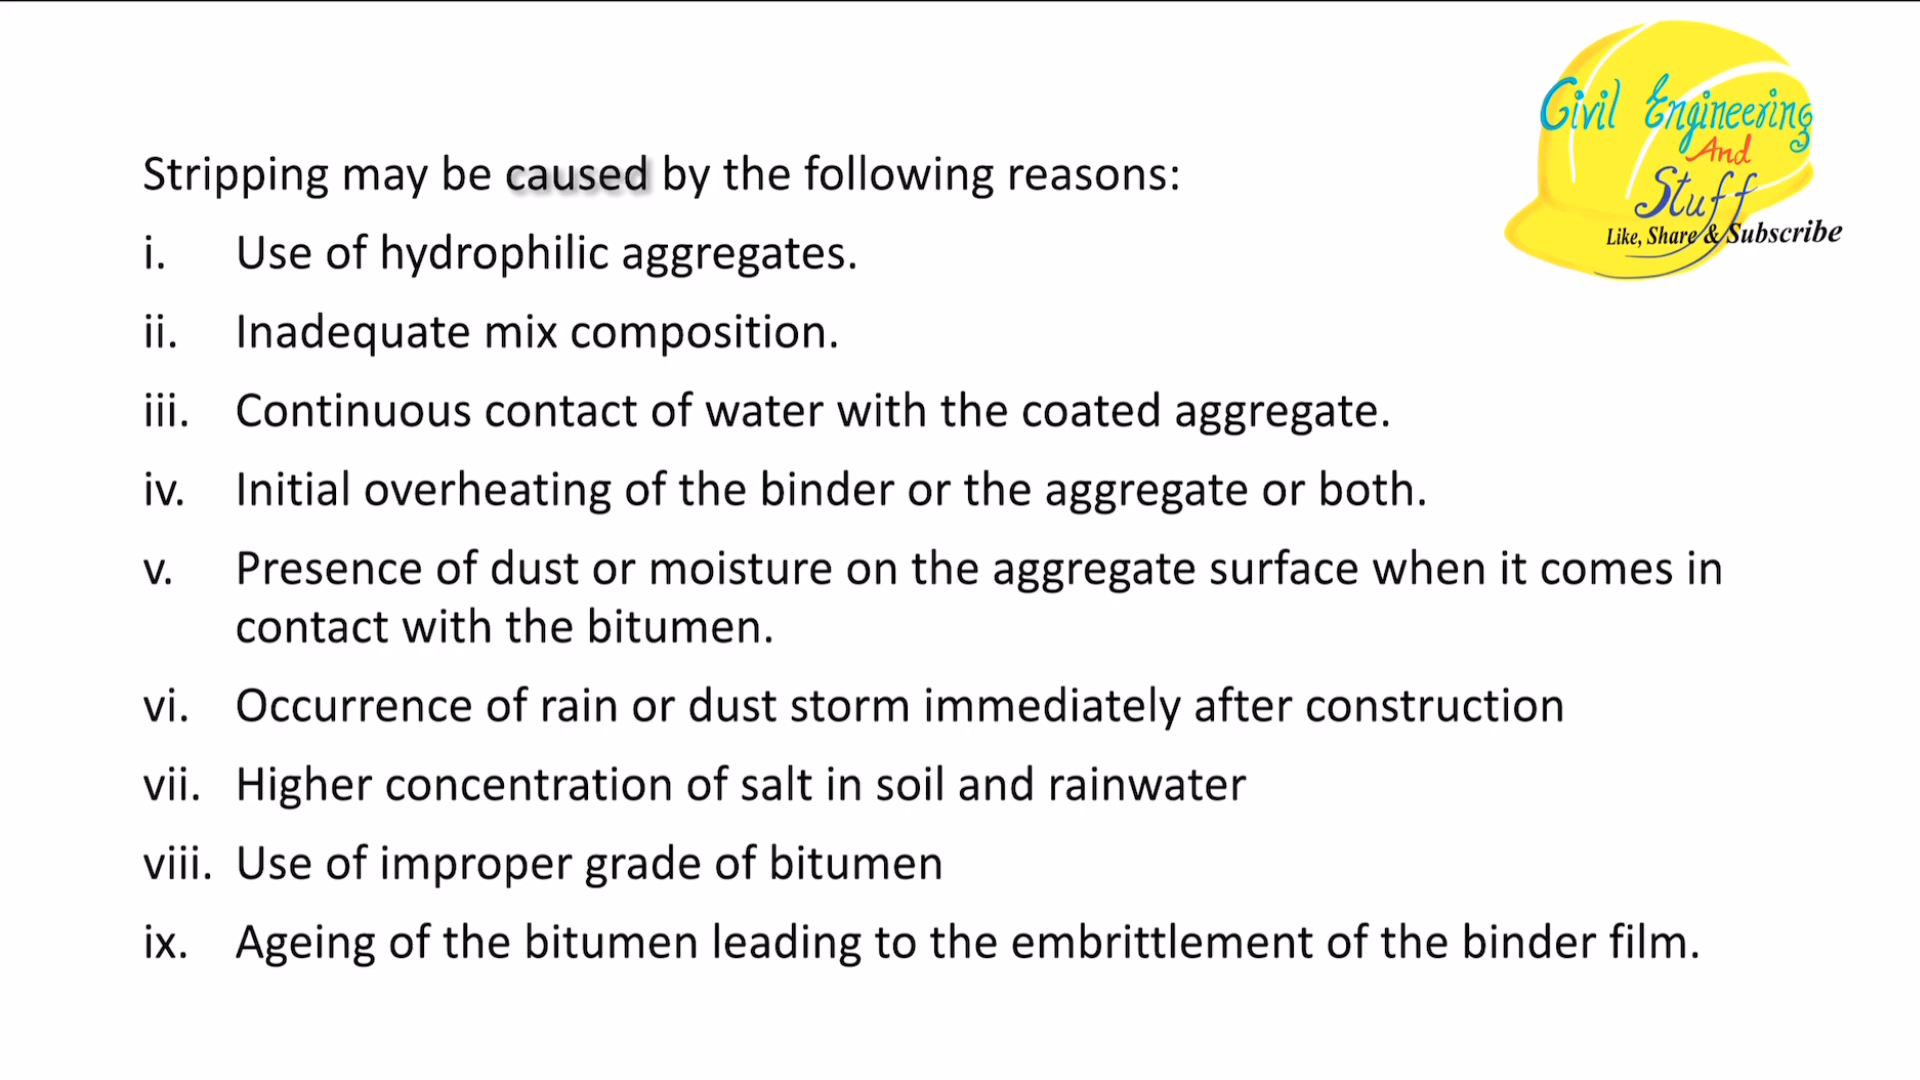 Civil Engineering
And
Stuff
Like, Share & Subscribe
Stripping may be caused by the following reasons:
i. Use of hydrophilic aggregates.
ii. Inadequate mix composition.
iii. Continuous contact of water with the coated aggregate.
iv. Initial overheating of the binder or the aggregate or both.
v. Presence of dust or moisture on the aggregate surface when it comes in
contact with the bitumen.
vi. Occurrence of rain or dust storm immediately after construction
vii. Higher concentration of salt in soil and rainwater
viii. Use of improper grade of bitumen
ix. Ageing of the bitumen leading to the embrittlement of the binder film.